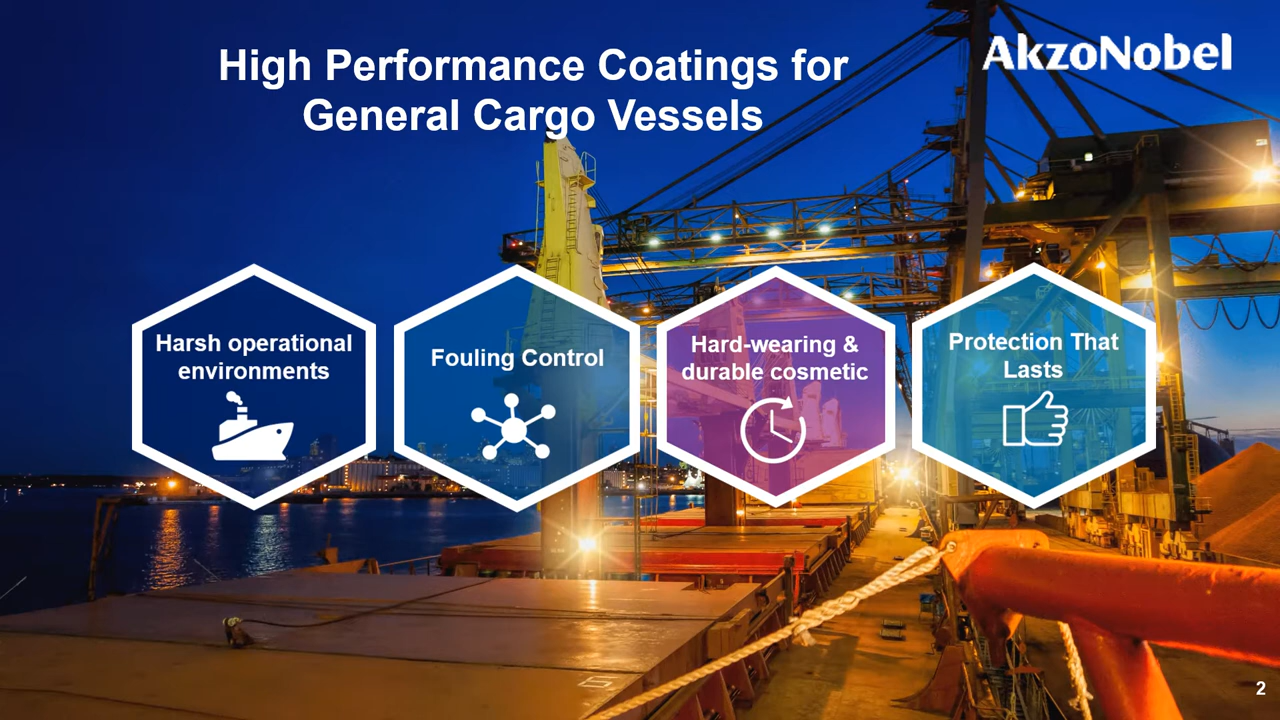 High Performance Coatings for
General Cargo Vessels
AkzoNobel
Harsh operational
environments
Fouling Control
Hard-wearing &
durable cosmetic
Protection That
Lasts
2